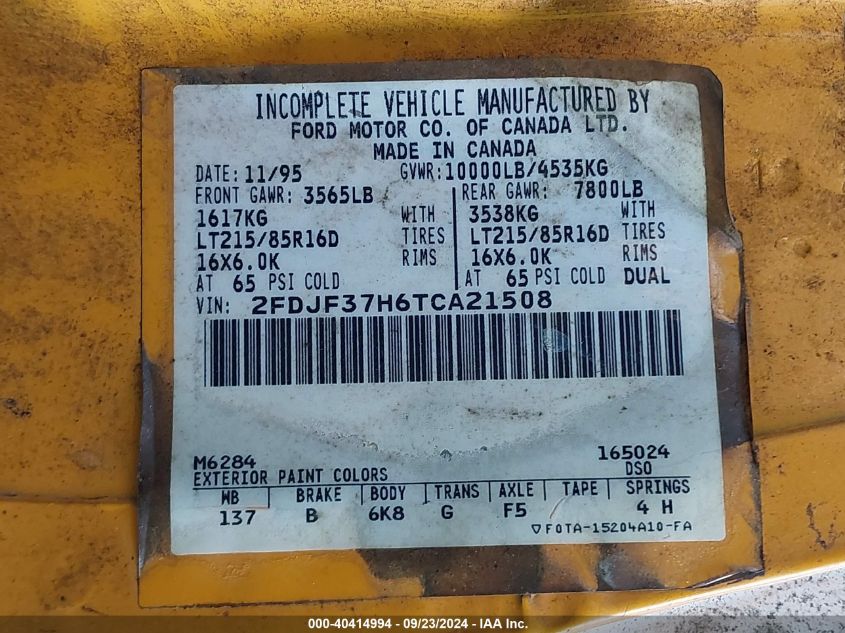 INCOMPLETE VEHICLE MANUFACTURED BY
FORD MOTOR CO. OF CANADA LTD.
MADE IN CANADA
DATE: 11/95 GVWR: 10000LB/4535KG
FRONT GAWR: 3565LB REAR GAWR: 7800LB
1617KG WITH 3538KG WITH
LT215/85R16D TIRES LT215/85R16D TIRES
16X6.0K RIMS 16X6.0K RIMS
AT 65 PSI COLD AT 65 PSI COLD DUAL
VIN: 2FDJF37H6TCA21508
M6284 165024
EXTERIOR PAINT COLORS DSO
WB BRAKE BODY TRANS AXLE TAPE SPRINGS
137 B 6K8 G F5 4 H
▽ F0TA-15204A10-FA
000-40414994 - 09/23/2024 - IAA Inc.